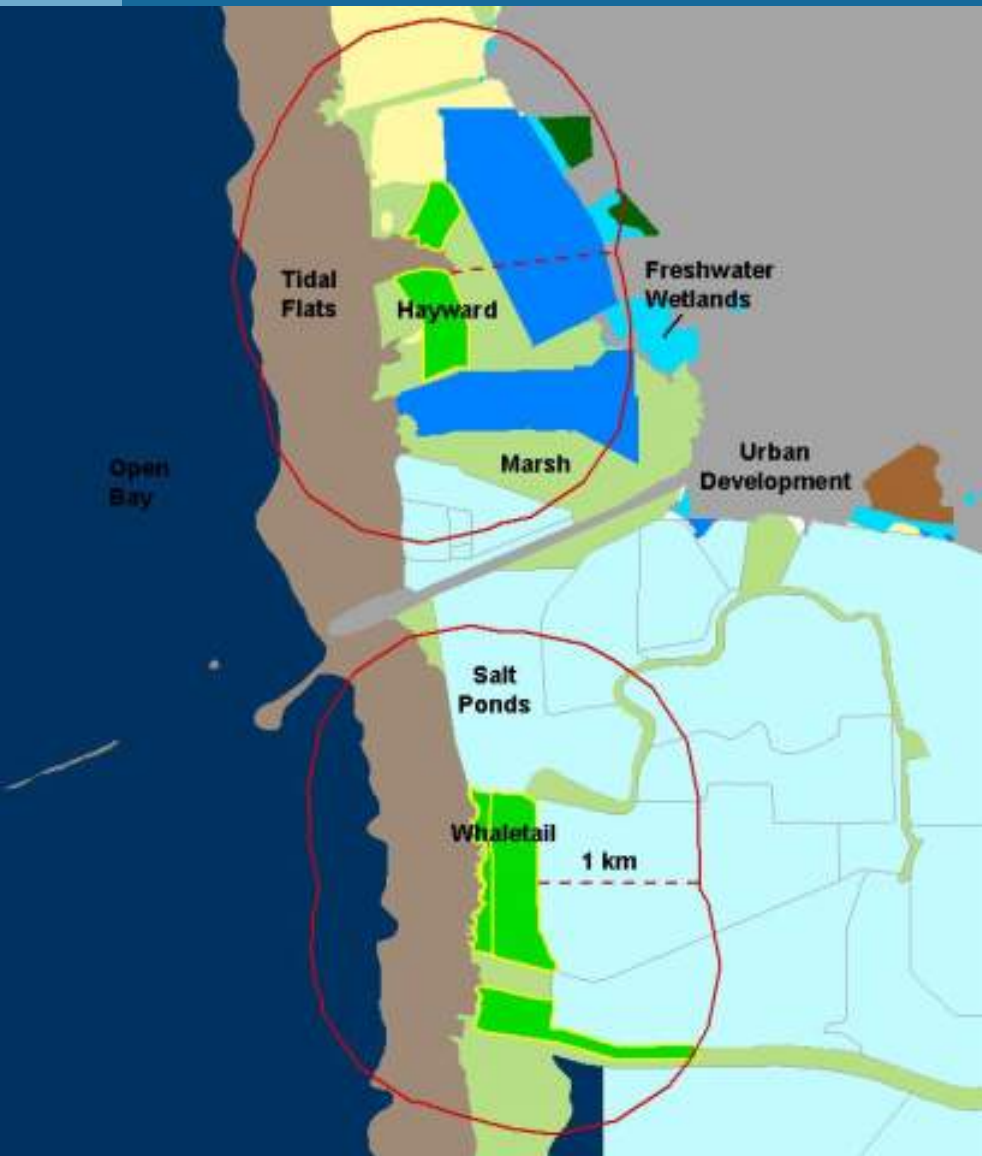 Tidal
Flats
Hayward
Freshwater
Wetlands
Open
Bay
Marsh
Urban
Development
Salt
Ponds
Whaletail
1 km